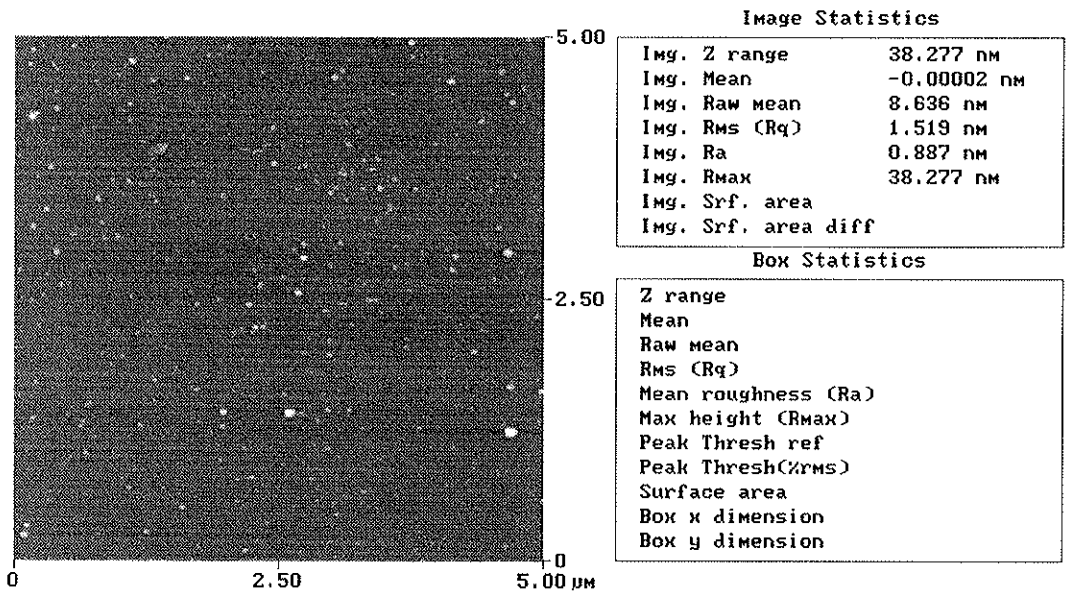 Image Statistics
Img. Z range 38.277 nm
Img. Mean -0.00002 nm
Img. Raw mean 8.636 nm
Img. Rms (Rq) 1.519 nm
Img. Ra 0.887 nm
Img. Rmax 38.277 nm
Img. Srf. area
Img. Srf. area diff
Box Statistics
Z range
Mean
Raw mean
Rms (Rq)
Mean roughness (Ra)
Max height (Rmax)
Peak Thresh ref
Peak Thresh(%rms)
Surface area
Box x dimension
Box y dimension
5.00
2.50
0
0 2.50 5.00 µm